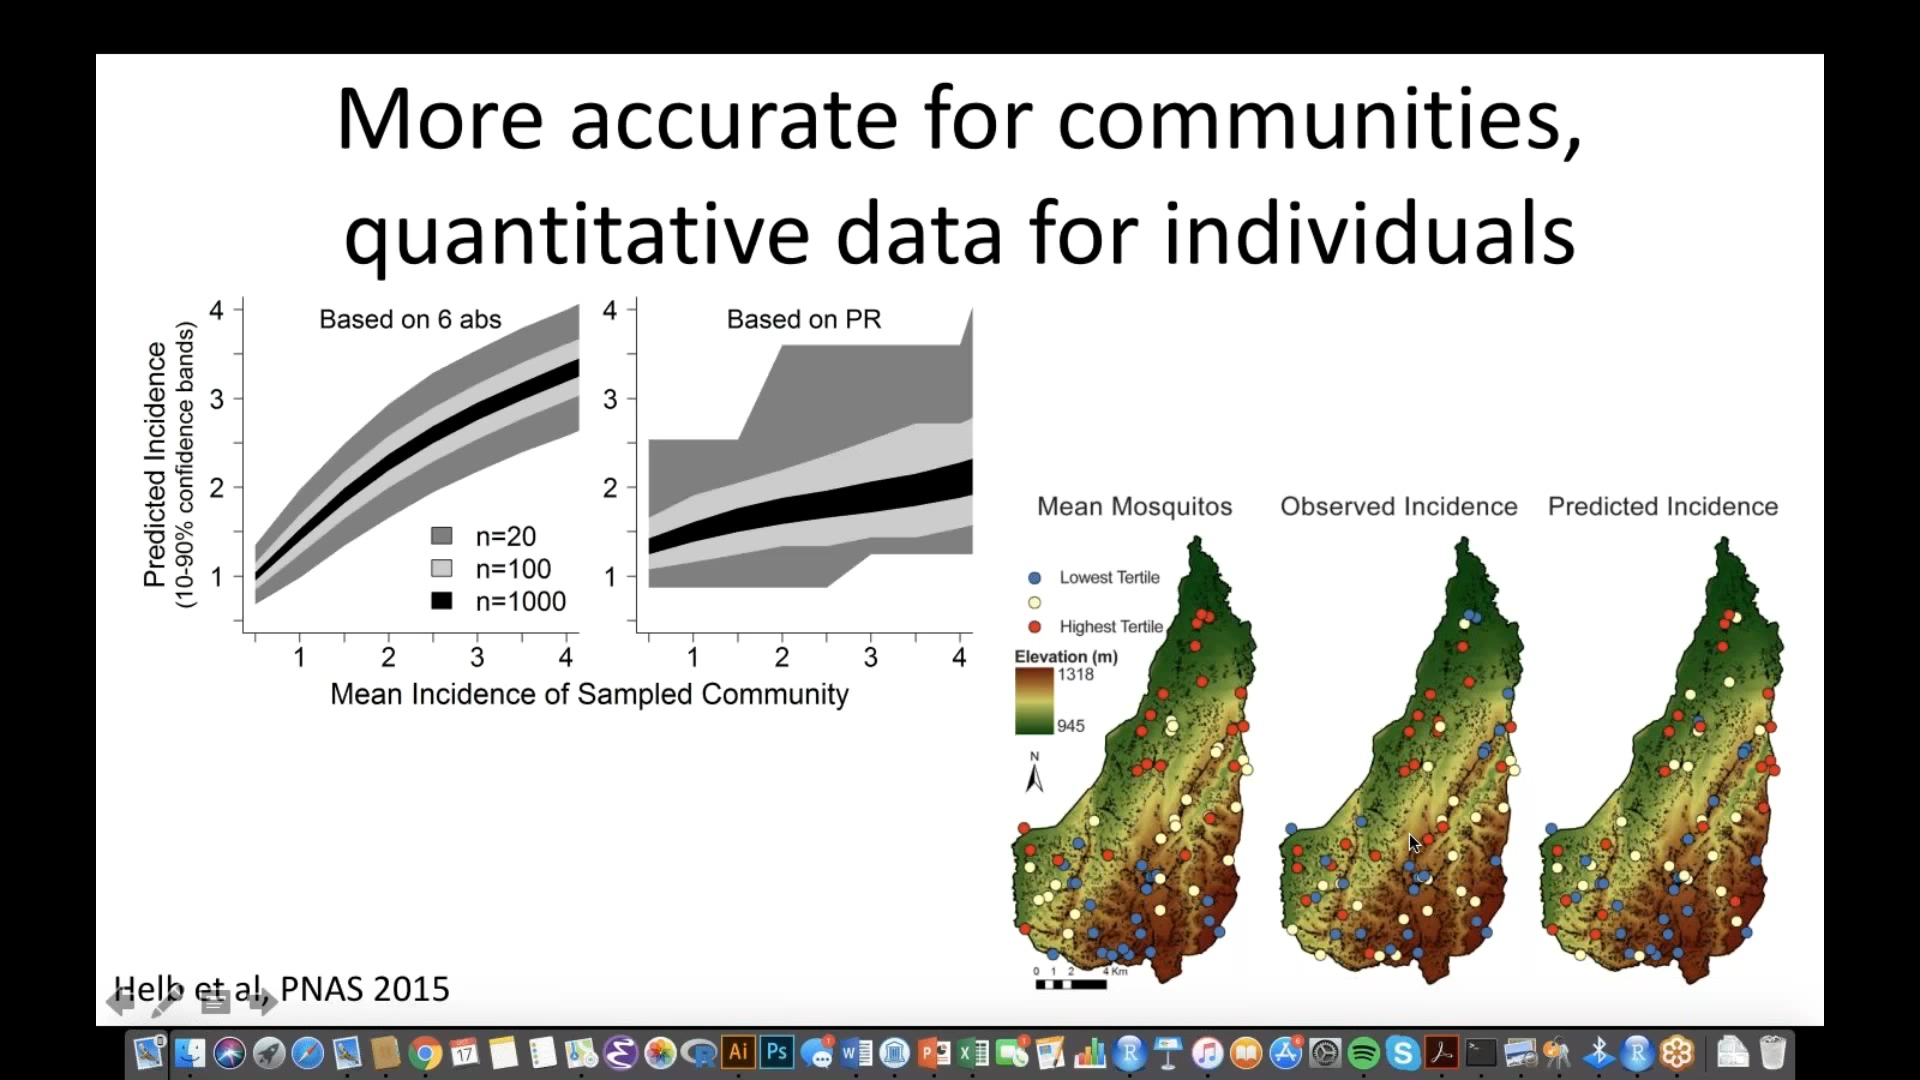 More accurate for communities,
quantitative data for individuals
Predicted Incidence
(10-90% confidence bands)
4
3
2
1
Based on 6 abs
n=20
n=100
n=1000
1 2 3 4
4
3
2
1
Based on PR
1 2 3 4
Mean Incidence of Sampled Community
Mean Mosquitos
Observed Incidence
Predicted Incidence
Lowest Tertile
Highest Tertile
Elevation (m)
1318
945
N
0 1 2 4 Km
Helb et al, PNAS 2015
17
Ai
Ps